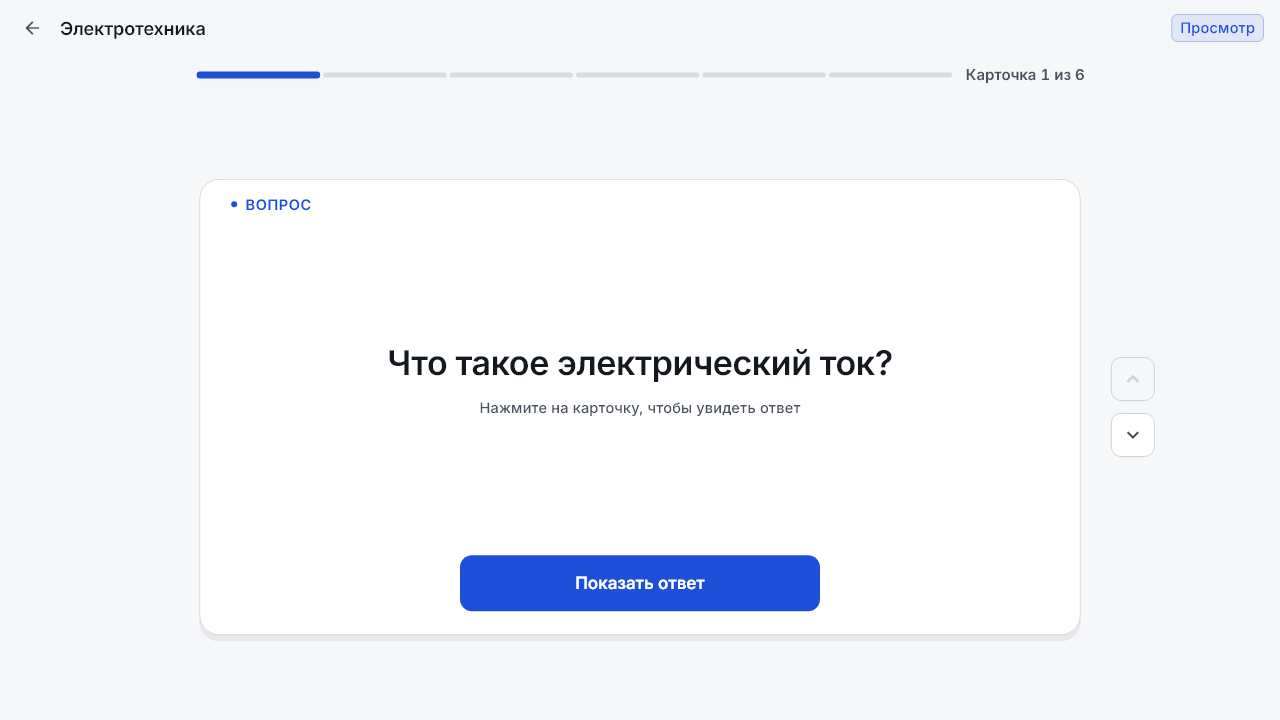 Электротехника
Просмотр
Карточка 1 из 6
ВОПРОС
Что такое электрический ток?
Нажмите на карточку, чтобы увидеть ответ
Показать ответ